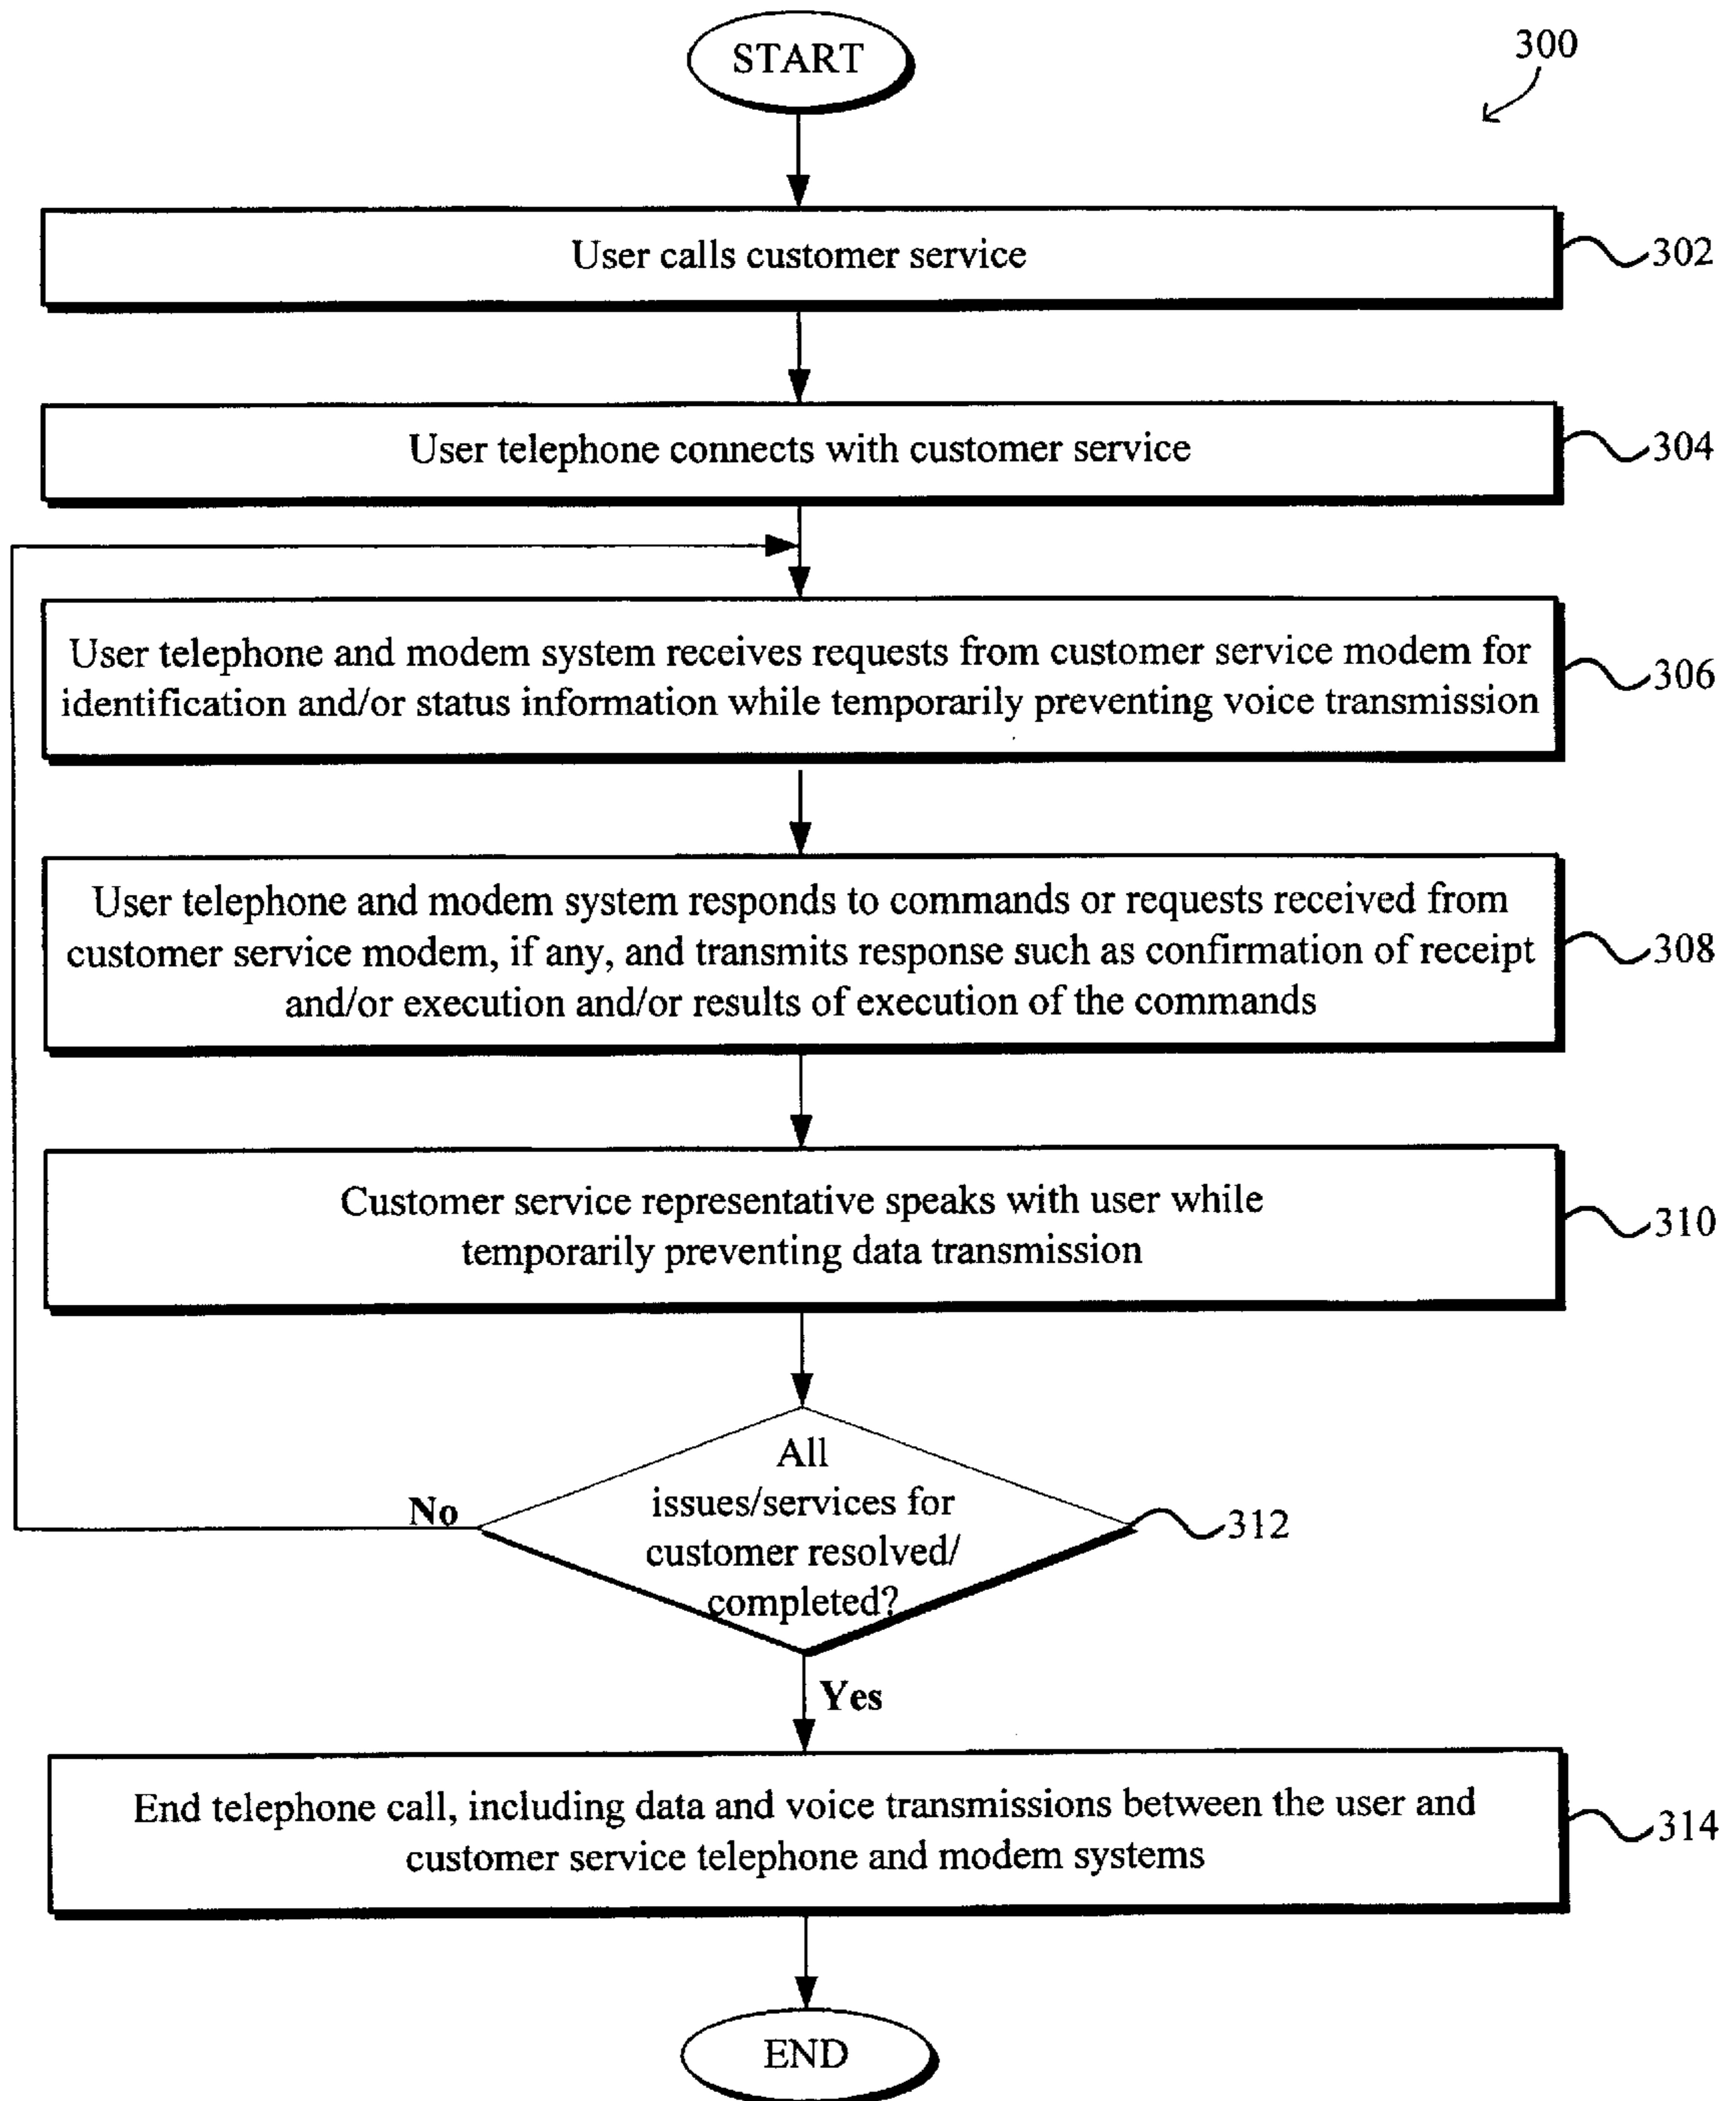 START
300
User calls customer service
302
User telephone connects with customer service
304
User telephone and modem system receives requests from customer service modem for
identification and/or status information while temporarily preventing voice transmission
306
User telephone and modem system responds to commands or requests received from
customer service modem, if any, and transmits response such as confirmation of receipt
and/or execution and/or results of execution of the commands
308
Customer service representative speaks with user while
temporarily preventing data transmission
310
All
issues/services for
customer resolved/
completed?
No
312
Yes
End telephone call, including data and voice transmissions between the user and
customer service telephone and modem systems
314
END